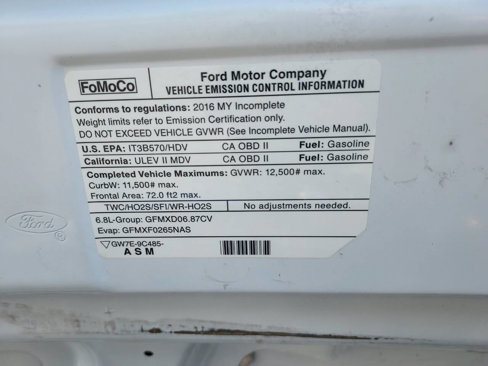 FoMoCo
Ford Motor Company
VEHICLE EMISSION CONTROL INFORMATION
Conforms to regulations: 2016 MY Incomplete
Weight limits refer to Emission Certification only.
DO NOT EXCEED VEHICLE GVWR (See Incomplete Vehicle Manual).
U.S. EPA: IT3B570/HDV CA OBD II Fuel: Gasoline
California: ULEV II MDV CA OBD II Fuel: Gasoline
Completed Vehicle Maximums: GVWR: 12,500# max.
CurbW: 11,500# max.
Frontal Area: 72.0 ft2 max.
TWC/HO2S/SFI/WR-HO2S No adjustments needed.
6.8L-Group: GFMXD06.87CV
Evap: GFMXF0265NAS
GW7E-9C485-
ASM
Ford